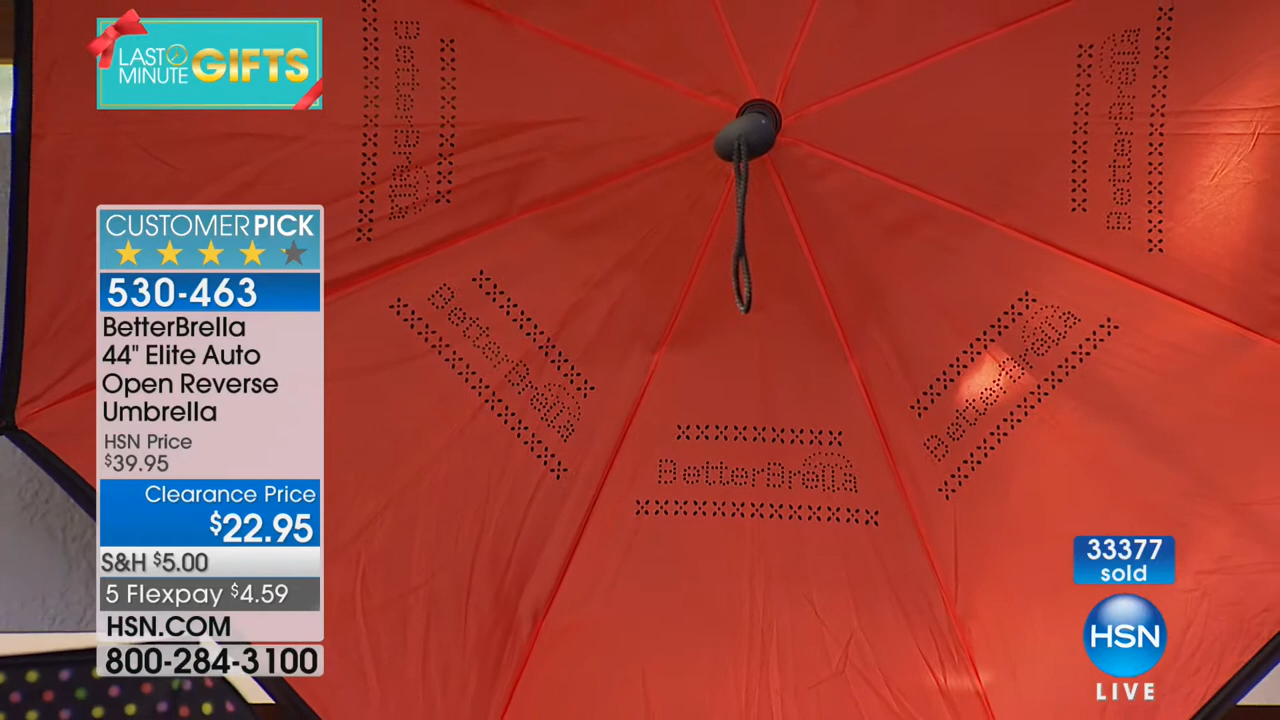 LAST
MINUTE
GIFTS
CUSTOMER PICK
530-463
BetterBrella
44" Elite Auto
Open Reverse
Umbrella
HSN Price
$39.95
Clearance Price
$22.95
S&H $5.00
5 Flexpay $4.59
HSN.COM
800-284-3100
BetterBrella
BetterBrella
BetterBrella
BetterBrella
BetterBrella
33377
sold
HSN
LIVE